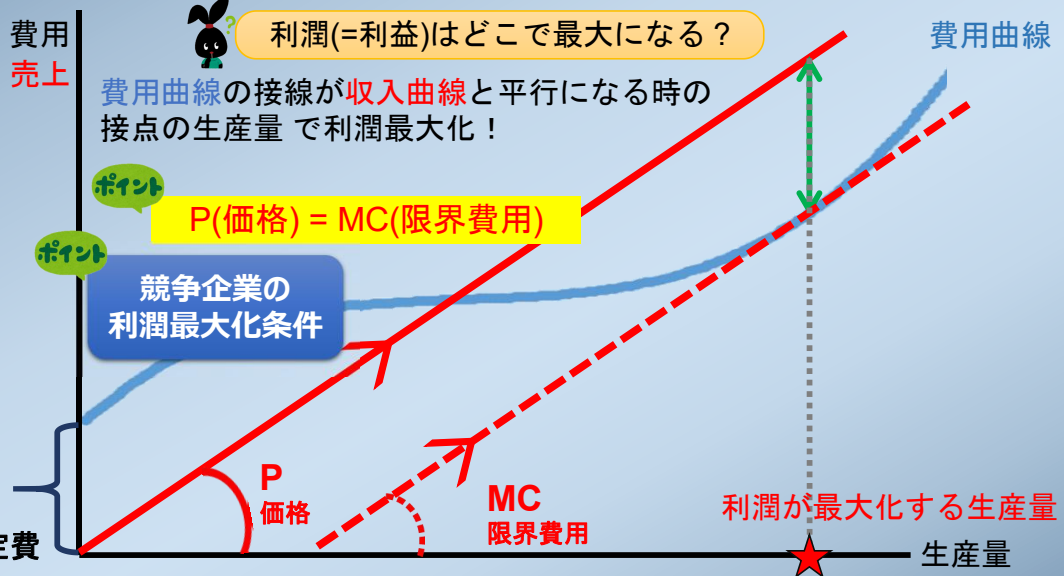 費用
売上
?
利潤(=利益)はどこで最大になる？
費用曲線
費用曲線の接線が収入曲線と平行になる時の
接点の生産量 で利潤最大化！
ポイント
P(価格) = MC(限界費用)
ポイント
競争企業の
利潤最大化条件
P
価格
MC
限界費用
利潤が最大化する生産量
定費
生産量